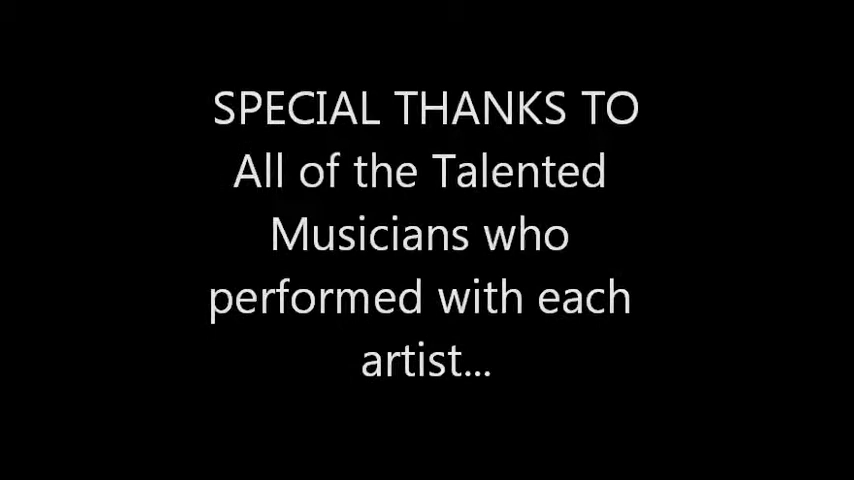 SPECIAL THANKS TO
All of the Talented
Musicians who
performed with each
artist...